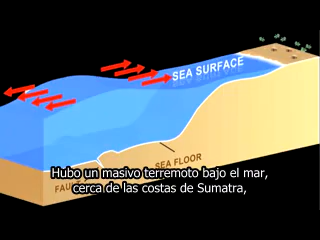 SEA SURFACE
SEA FLOOR
Hubo un masivo terremoto bajo el mar,
cerca de las costas de Sumatra,